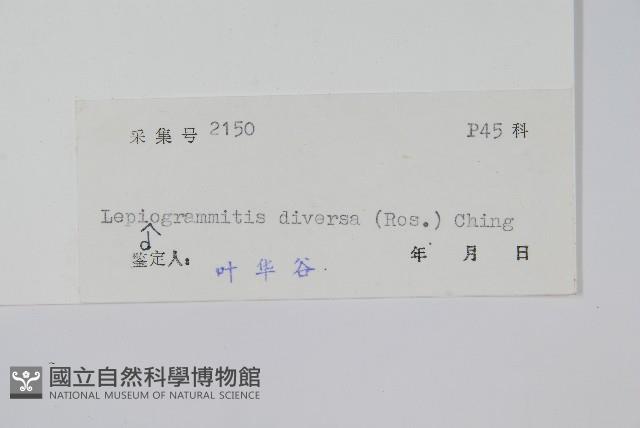 采集号 2150 P45 科
Lepiogrammitis diversa (Ros.) Ching
d
鉴定人: 叶华谷 年 月 日
國立自然科學博物館
NATIONAL MUSEUM OF NATURAL SCIENCE